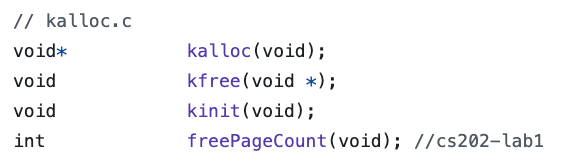 // kalloc.c
void*           kalloc(void);
void            kfree(void *);
void            kinit(void);
int             freePageCount(void); //cs202-lab1